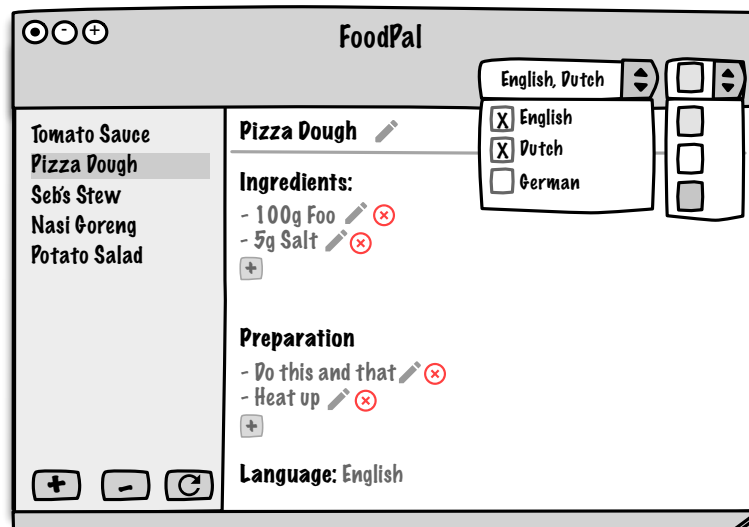 FoodPal
English, Dutch
X English
X Dutch
German
Tomato Sauce
Pizza Dough
Seb's Stew
Nasi Goreng
Potato Salad
Pizza Dough
Ingredients:
- 100g Foo
- 5g Salt
Preparation
- Do this and that
- Heat up
Language: English